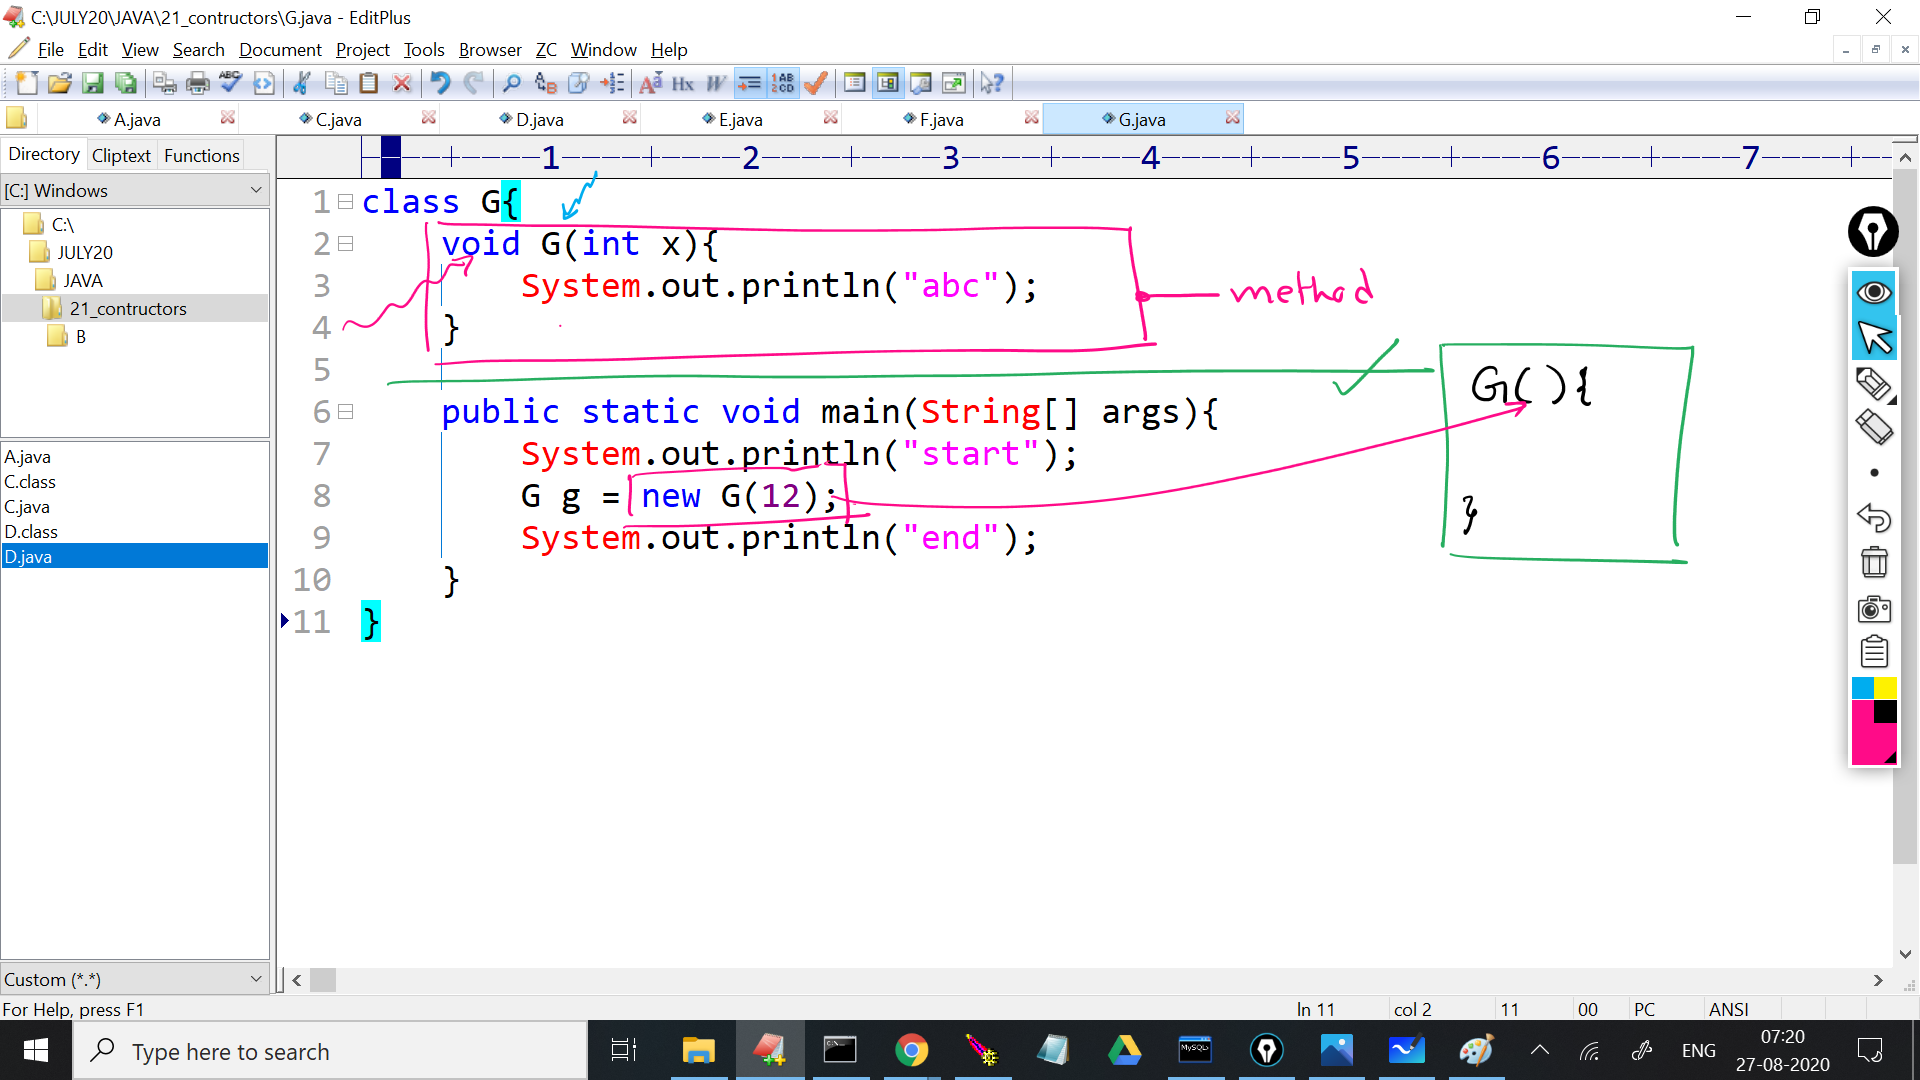 C:\JULY20\JAVA\21_contructors\G.java - EditPlus
File Edit View Search Document Project Tools Browser ZC Window Help
A.java C.java D.java E.java F.java G.java
Directory Cliptext Functions
1 2 3 4 5 6 7
[C:] Windows
C:\
JULY20
JAVA
21_contructors
B
A.java
C.class
C.java
D.class
D.java
Custom (*.*)
1 class G{
2 void G(int x){
3 System.out.println("abc");
4 }
5
6 public static void main(String[] args){
7 System.out.println("start");
8 G g = new G(12);
9 System.out.println("end");
10 }
11 }
method
G(){
}
For Help, press F1
ln 11 col 2 11 00 PC ANSI
Type here to search
MySQL
ENG
07:20
27-08-2020